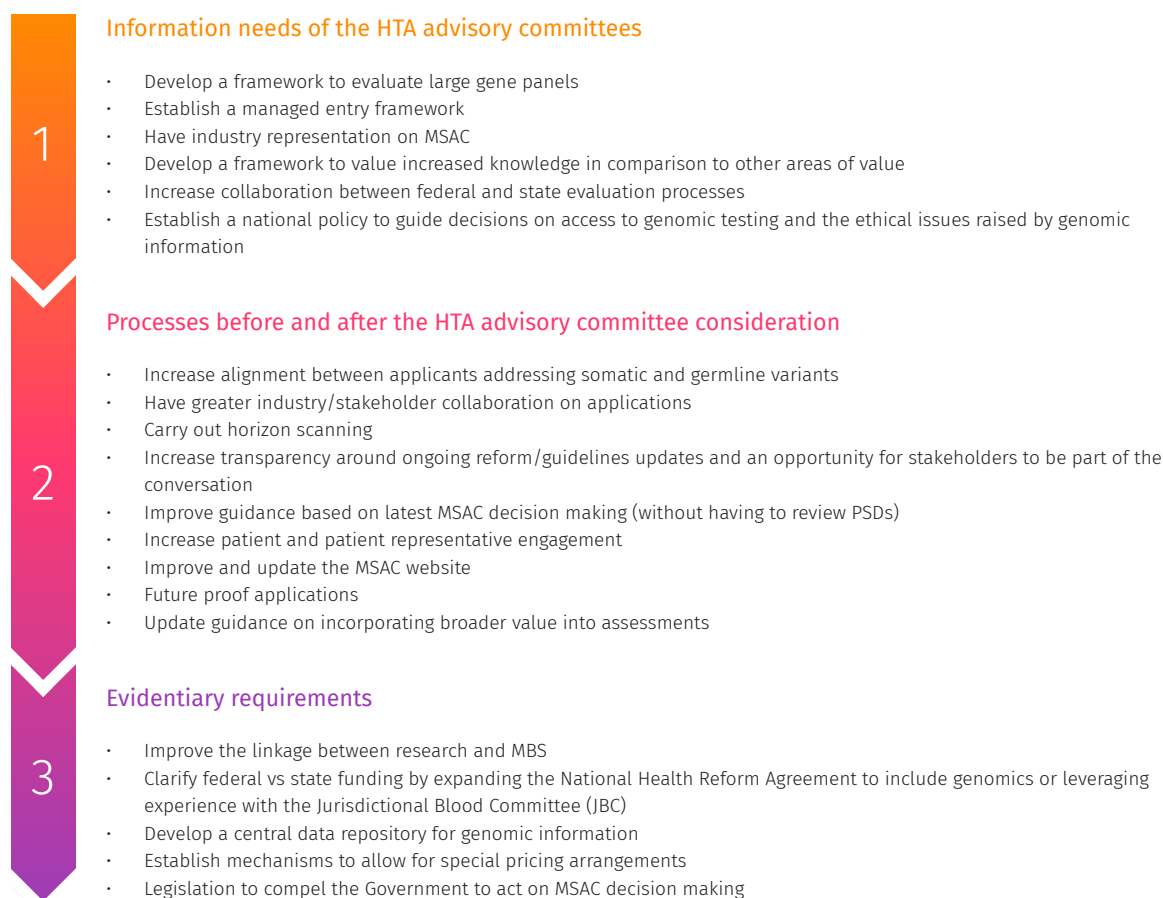 Information needs of the HTA advisory committees
• Develop a framework to evaluate large gene panels
• Establish a managed entry framework
• Have industry representation on MSAC
• Develop a framework to value increased knowledge in comparison to other areas of value
• Increase collaboration between federal and state evaluation processes
• Establish a national policy to guide decisions on access to genomic testing and the ethical issues raised by genomic
information
1
Processes before and after the HTA advisory committee consideration
• Increase alignment between applicants addressing somatic and germline variants
• Have greater industry/stakeholder collaboration on applications
• Carry out horizon scanning
• Increase transparency around ongoing reform/guidelines updates and an opportunity for stakeholders to be part of the
conversation
• Improve guidance based on latest MSAC decision making (without having to review PSDs)
• Increase patient and patient representative engagement
• Improve and update the MSAC website
• Future proof applications
• Update guidance on incorporating broader value into assessments
2
Evidentiary requirements
• Improve the linkage between research and MBS
• Clarify federal vs state funding by expanding the National Health Reform Agreement to include genomics or leveraging
experience with the Jurisdictional Blood Committee (JBC)
• Develop a central data repository for genomic information
• Establish mechanisms to allow for special pricing arrangements
• Legislation to compel the Government to act on MSAC decision making
3